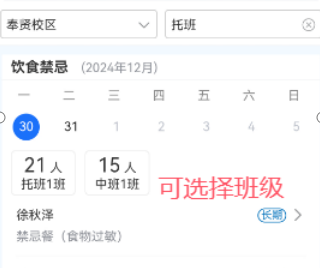 奉贤校区 托班
饮食禁忌 (2024年12月)
一 二 三 四 五 六 日
30 31 1 2 3 4 5
21人 15人
托班1班 中班1班
可选择班级
徐秋泽 长期
禁忌餐（食物过敏）